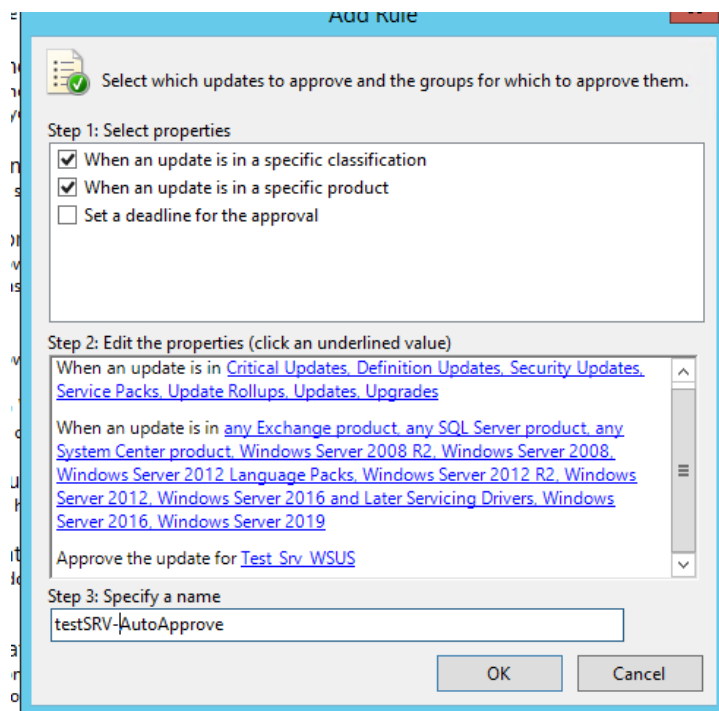 Add Rule
Select which updates to approve and the groups for which to approve them.
Step 1: Select properties
When an update is in a specific classification
When an update is in a specific product
Set a deadline for the approval
Step 2: Edit the properties (click an underlined value)
When an update is in Critical Updates, Definition Updates, Security Updates,
Service Packs, Update Rollups, Updates, Upgrades
When an update is in any Exchange product, any SQL Server product, any
System Center product, Windows Server 2008 R2, Windows Server 2008,
Windows Server 2012 Language Packs, Windows Server 2012 R2, Windows
Server 2012, Windows Server 2016 and Later Servicing Drivers, Windows
Server 2016, Windows Server 2019
Approve the update for Test_Srv_WSUS
Step 3: Specify a name
testSRV-AutoApprove
OK
Cancel